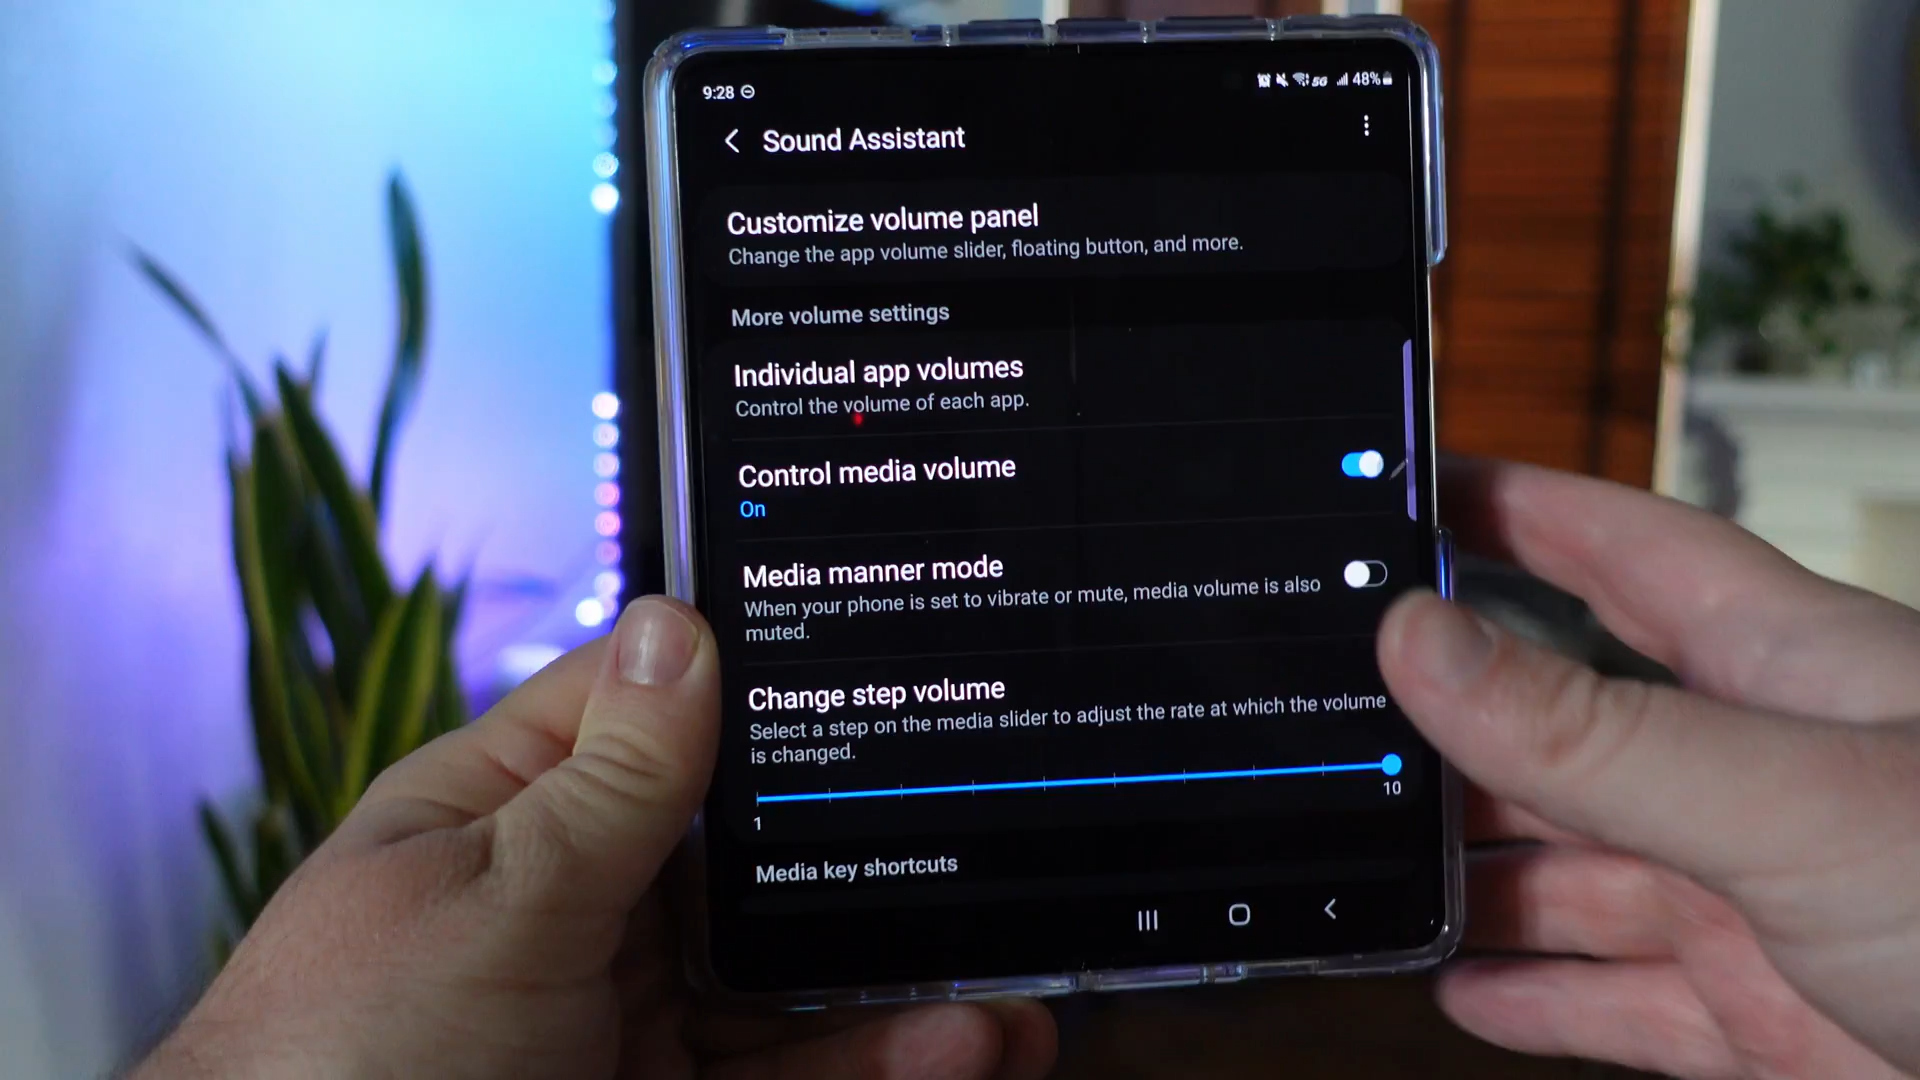 9:28
5G 48%
Sound Assistant
Customize volume panel
Change the app volume slider, floating button, and more.
More volume settings
Individual app volumes
Control the volume of each app.
Control media volume
On
Media manner mode
When your phone is set to vibrate or mute, media volume is also
muted.
Change step volume
Select a step on the media slider to adjust the rate at which the volume
is changed.
1
10
Media key shortcuts